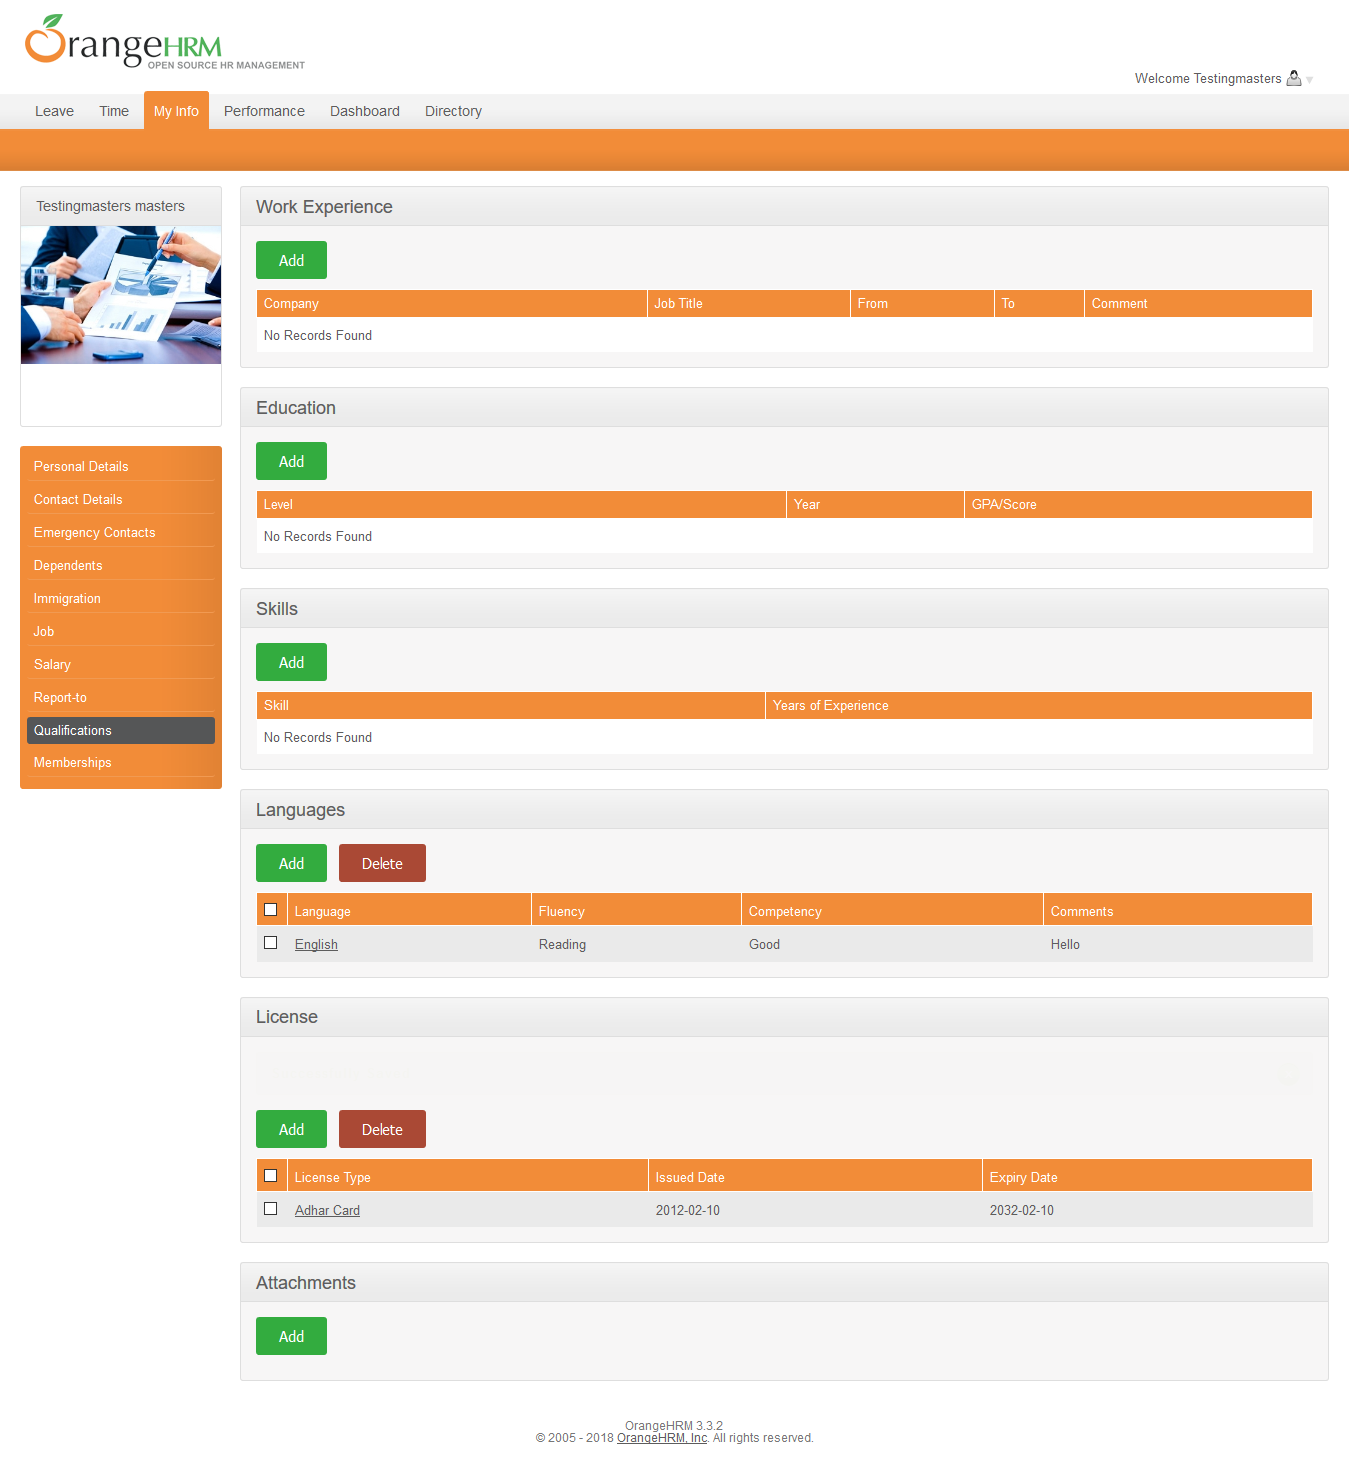 OrangeHRM
OPEN SOURCE HR MANAGEMENT
Welcome Testingmasters
Leave Time My Info Performance Dashboard Directory
Testingmasters masters
Personal Details
Contact Details
Emergency Contacts
Dependents
Immigration
Job
Salary
Report-to
Qualifications
Memberships
Work Experience
Add
Company Job Title From To Comment
No Records Found
Education
Add
Level Year GPA/Score
No Records Found
Skills
Add
Skill Years of Experience
No Records Found
Languages
Add Delete
Language Fluency Competency Comments
English Reading Good Hello
License
Add Delete
License Type Issued Date Expiry Date
Adhar Card 2012-02-10 2032-02-10
Attachments
Add
OrangeHRM 3.3.2
© 2005 - 2018 OrangeHRM, Inc. All rights reserved.